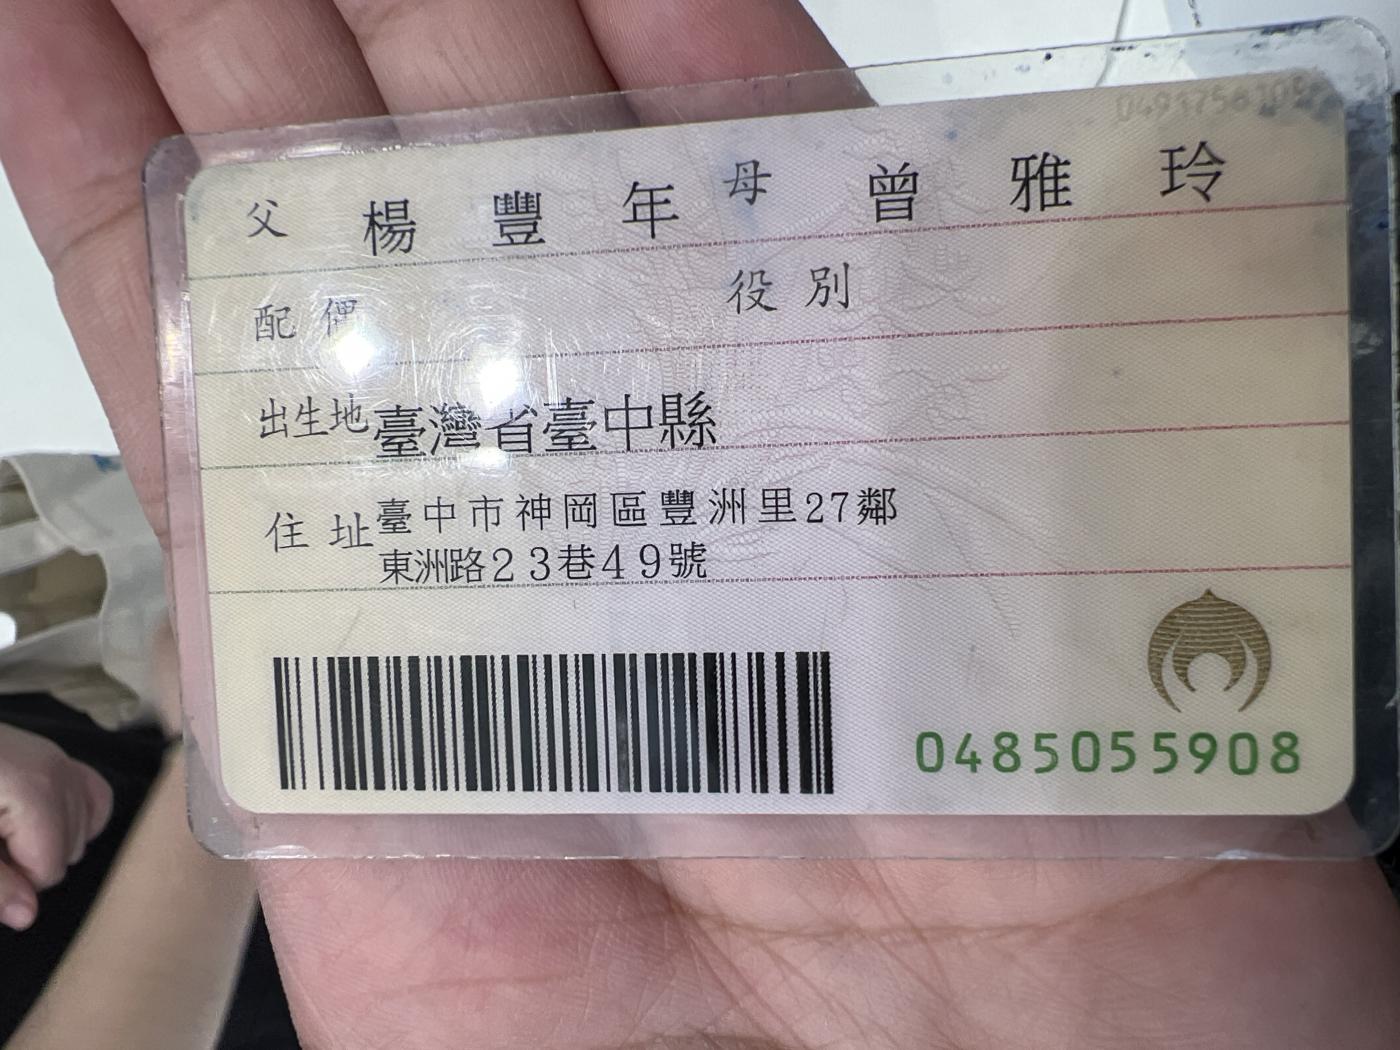 父 楊豐年 母 曾雅玲
配偶 役別
出生地 臺灣省臺中縣
住址 臺中市神岡區豐洲里27鄰
東洲路23巷49號
0485055908